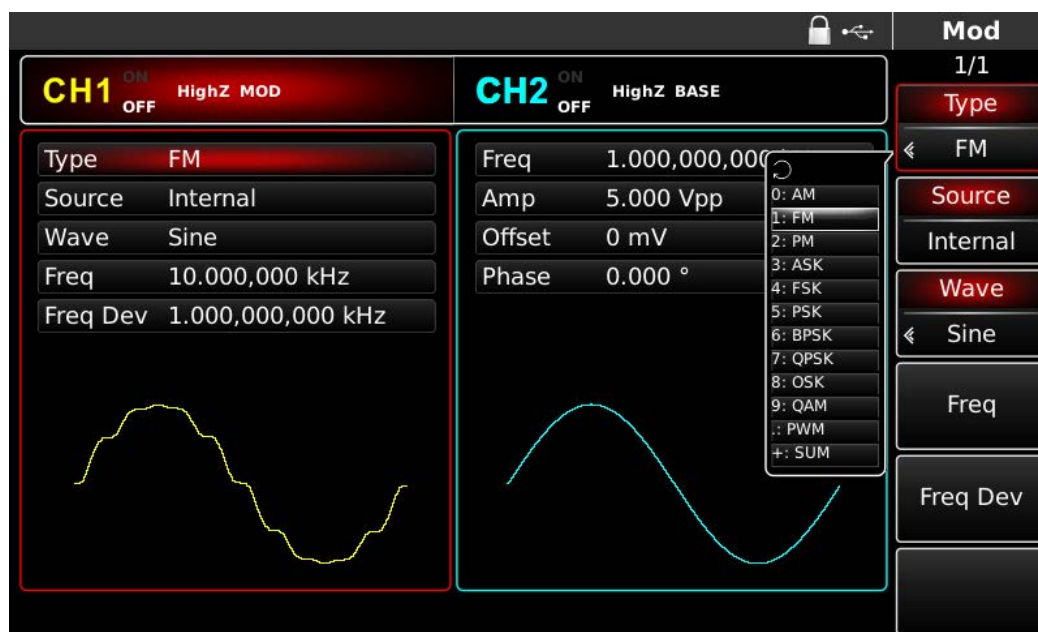 Mod
1/1
CH1 ON OFF HighZ MOD
CH2 ON OFF HighZ BASE
Type FM
Source Internal
Wave Sine
Freq 10.000,000 kHz
Freq Dev 1.000,000,000 kHz
Freq 1.000,000,000
Amp 5.000 Vpp
Offset 0 mV
Phase 0.000 °
0: AM
1: FM
2: PM
3: ASK
4: FSK
5: PSK
6: BPSK
7: QPSK
8: OSK
9: QAM
.: PWM
+: SUM
Type
FM
Source
Internal
Wave
Sine
Freq
Freq Dev